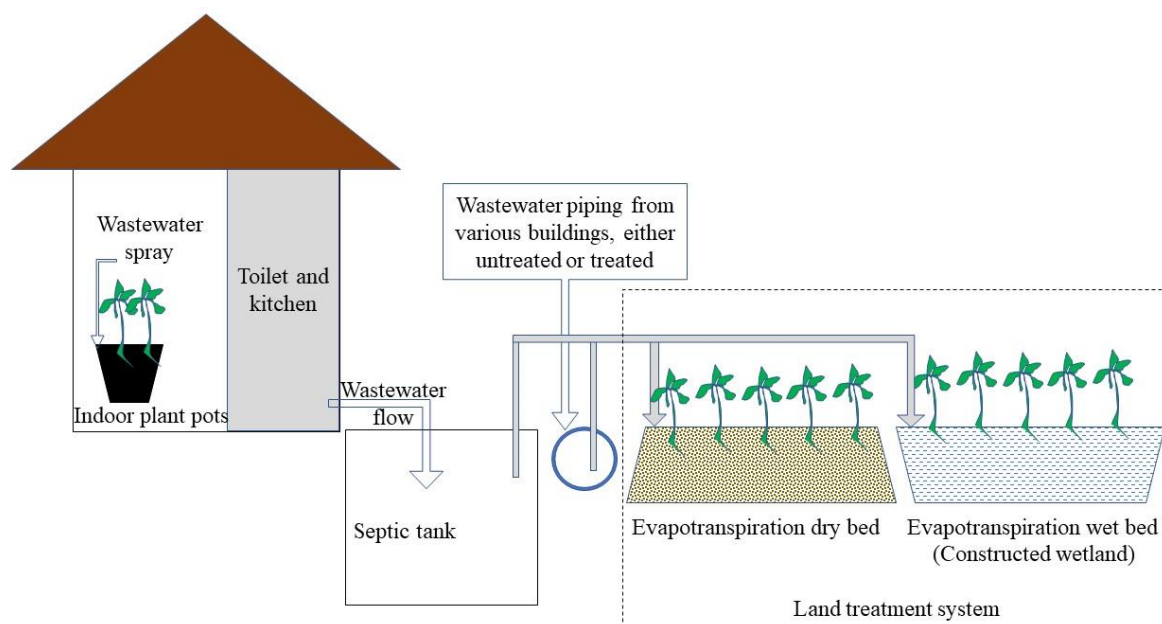 Wastewater
spray
Toilet and
kitchen
Indoor plant pots
Wastewater
flow
Septic tank
Wastewater piping from
various buildings, either
untreated or treated
Evapotranspiration dry bed
Evapotranspiration wet bed
(Constructed wetland)
Land treatment system